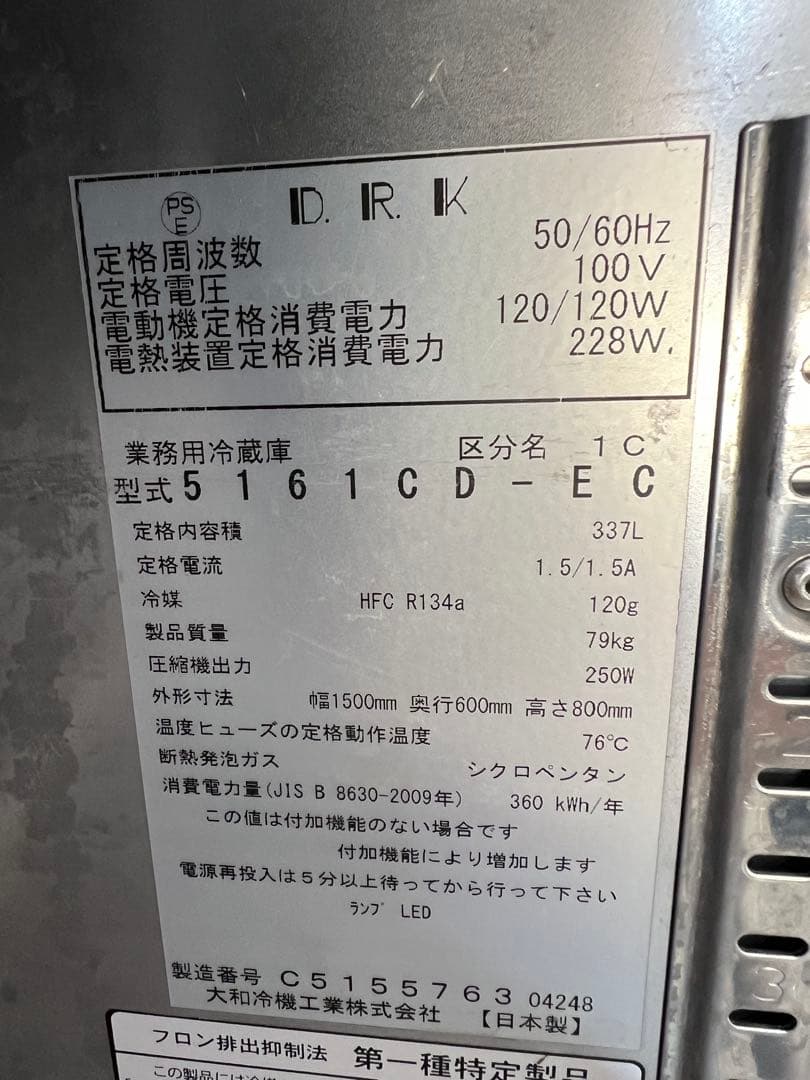 PS
E
D.R.K
定格周波数 50/60Hz
定格電圧 100V
電動機定格消費電力 120/120W
電熱装置定格消費電力 228W.
業務用冷蔵庫 区分名 1C
型式 5161CD-EC
定格内容積 337L
定格電流 1.5/1.5A
冷媒 HFC R134a 120g
製品質量 79kg
圧縮機出力 250W
外形寸法 幅1500mm 奥行600mm 高さ800mm
温度ヒューズの定格動作温度 76℃
断熱発泡ガス シクロペンタン
消費電力量(JIS B 8630-2009年) 360 kWh/年
この値は付加機能のない場合です
付加機能により増加します
電源再投入は5分以上待ってから行って下さい
ﾗﾝﾌﾟ LED
製造番号 C5155763 04248
大和冷機工業株式会社 【日本製】
フロン排出抑制法 第一種特定製品
この製品には冷媒
3